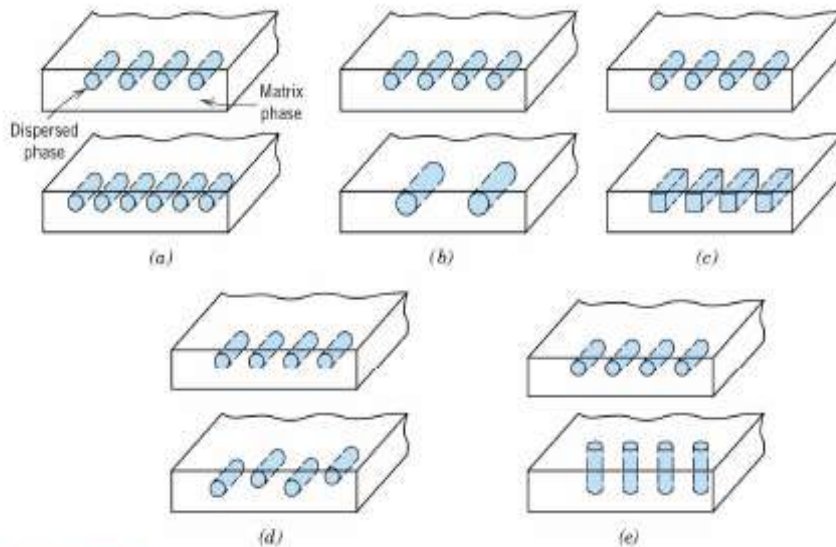 Matrix
phase
Dispersed
phase
(a)
(b)
(c)
(d)
(e)